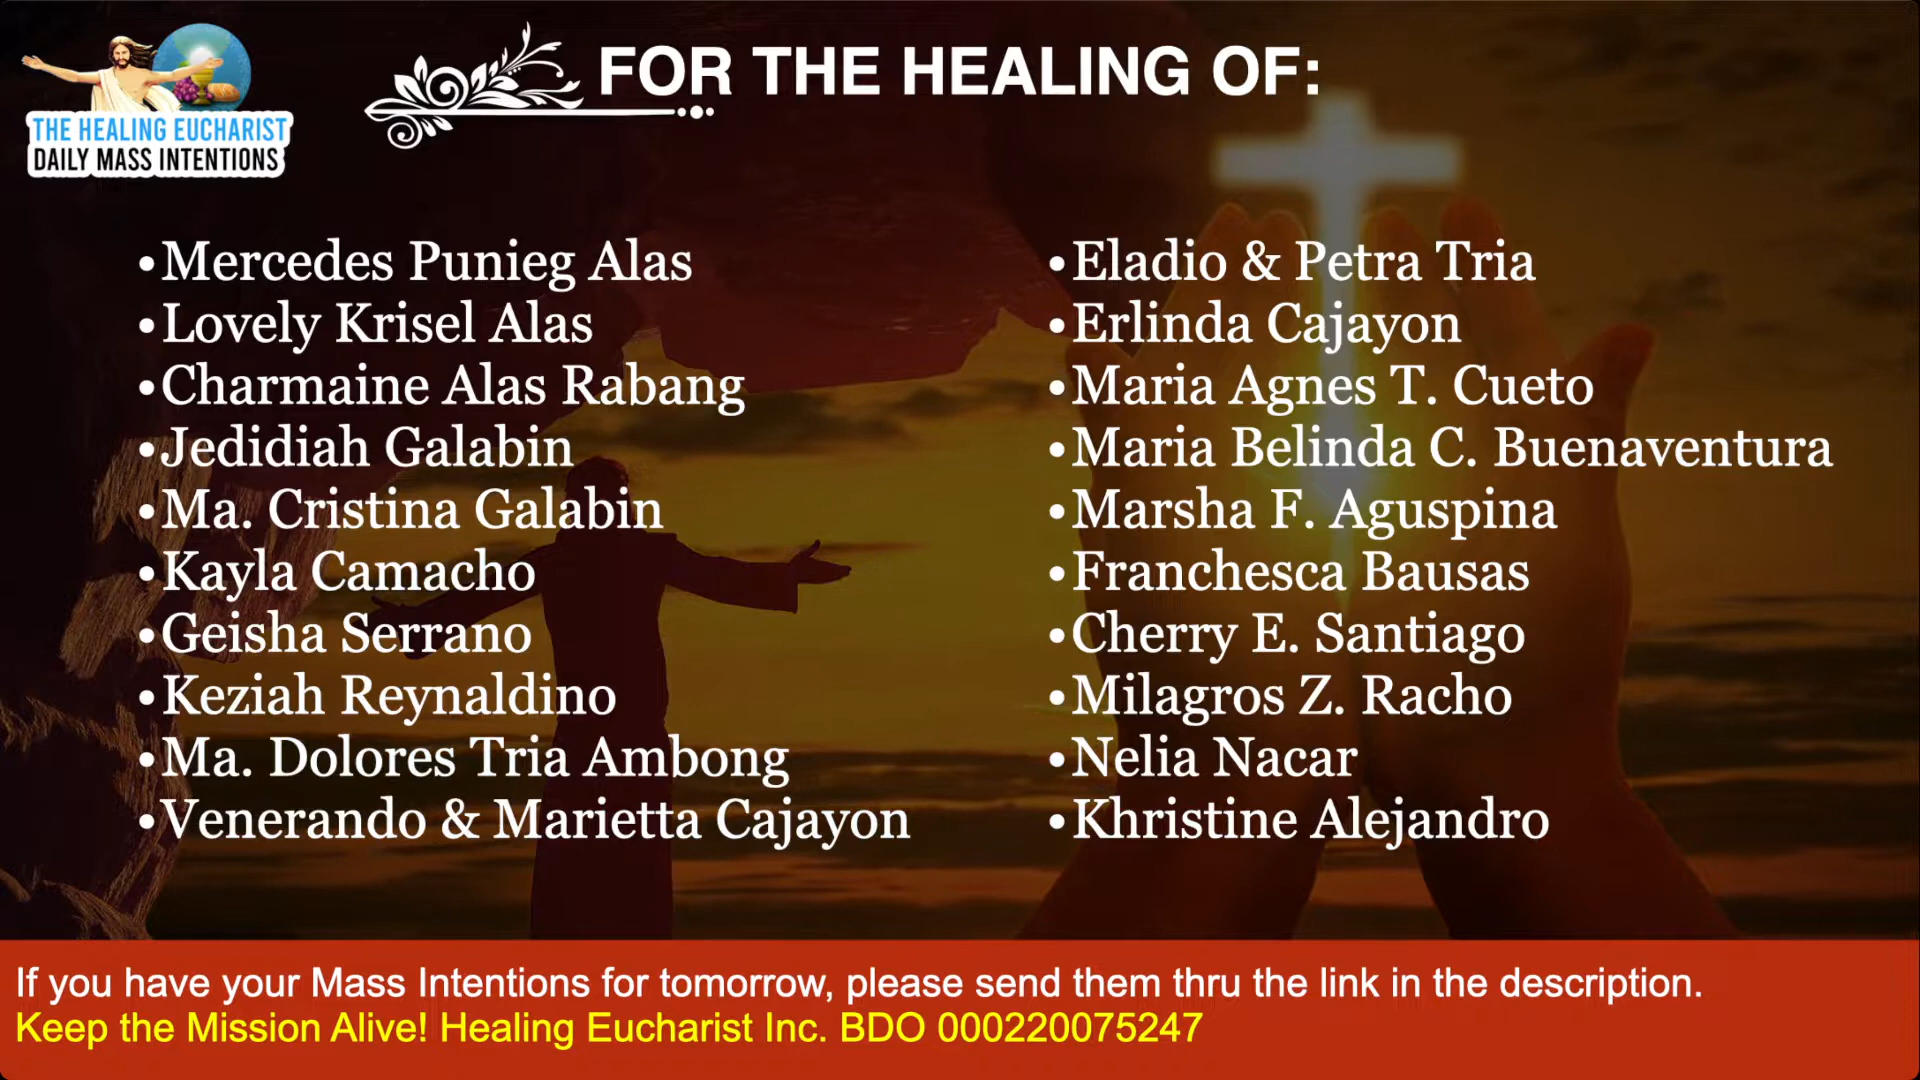 THE HEALING EUCHARIST
DAILY MASS INTENTIONS
FOR THE HEALING OF:
•Mercedes Punieg Alas
•Lovely Krisel Alas
•Charmaine Alas Rabang
•Jedidiah Galabin
•Ma. Cristina Galabin
•Kayla Camacho
•Geisha Serrano
•Keziah Reynaldino
•Ma. Dolores Tria Ambong
•Venerando & Marietta Cajayon
•Eladio & Petra Tria
•Erlinda Cajayon
•Maria Agnes T. Cueto
•Maria Belinda C. Buenaventura
•Marsha F. Aguspina
•Franchesca Bausas
•Cherry E. Santiago
•Milagros Z. Racho
•Nelia Nacar
•Khristine Alejandro
If you have your Mass Intentions for tomorrow, please send them thru the link in the description.
Keep the Mission Alive! Healing Eucharist Inc. BDO 000220075247